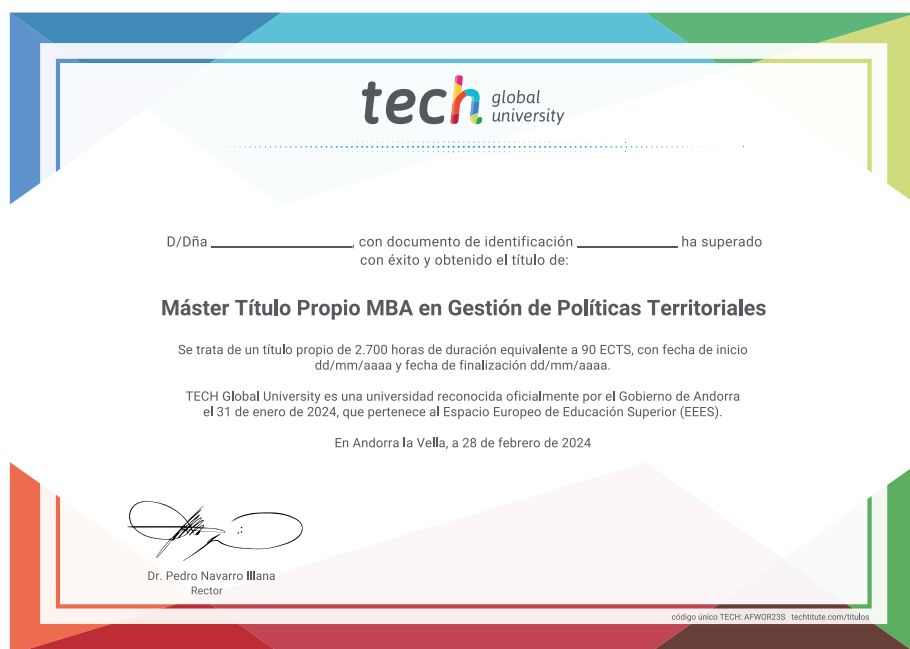 tech global university
D/Dña ____________________, con documento de identificación ______________ ha superado
con éxito y obtenido el título de:
Máster Título Propio MBA en Gestión de Políticas Territoriales
Se trata de un título propio de 2.700 horas de duración equivalente a 90 ECTS, con fecha de inicio
dd/mm/aaaa y fecha de finalización dd/mm/aaaa.
TECH Global University es una universidad reconocida oficialmente por el Gobierno de Andorra
el 31 de enero de 2024, que pertenece al Espacio Europeo de Educación Superior (EEES).
En Andorra la Vella, a 28 de febrero de 2024
Dr. Pedro Navarro Illana
Rector
código único TECH: AFWOR23S techtitute.com/titulos